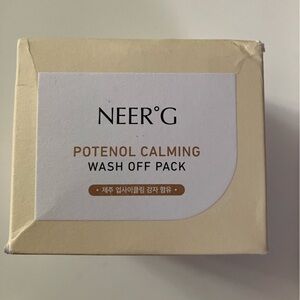 NEER°G
POTENOL CALMING
WASH OFF PACK
• 제주 업사이클링 감자 함유 •